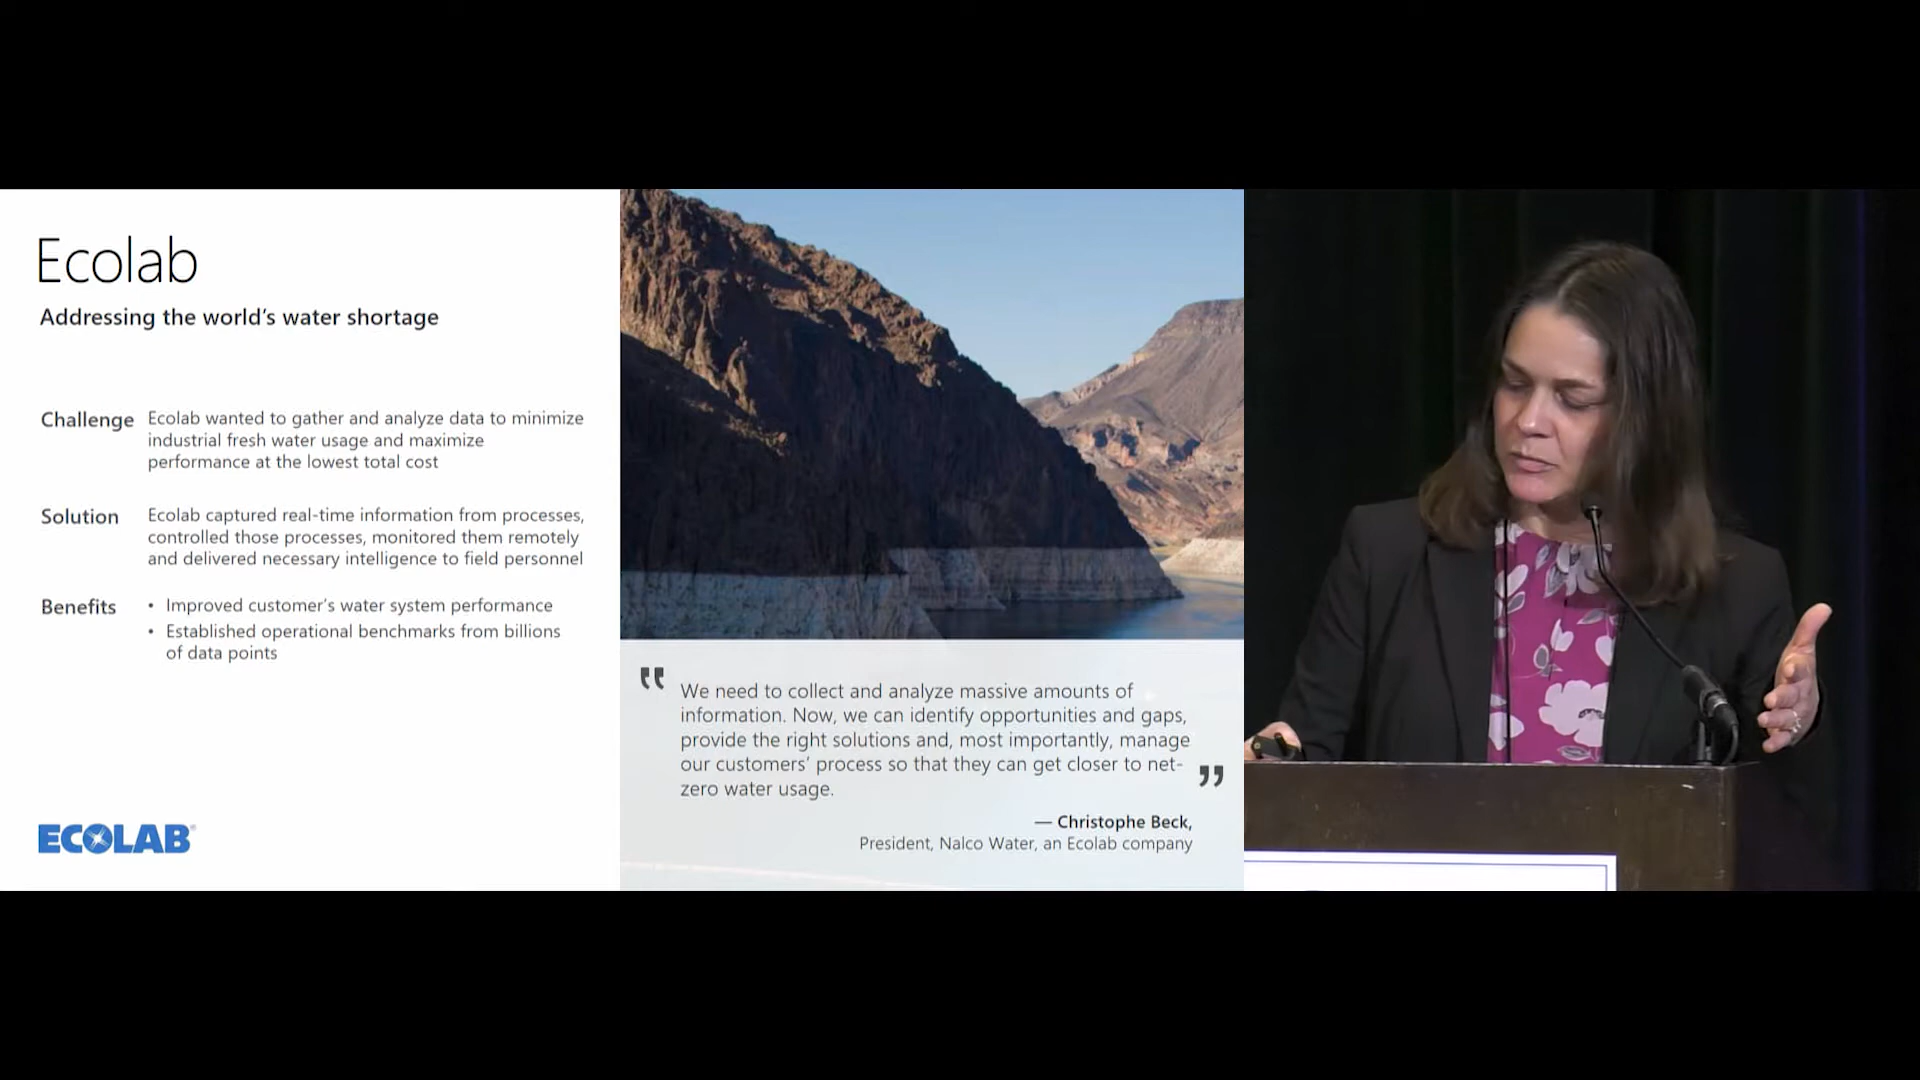 Ecolab
Addressing the world's water shortage
Challenge
Ecolab wanted to gather and analyze data to minimize
industrial fresh water usage and maximize
performance at the lowest total cost
Solution
Ecolab captured real-time information from processes,
controlled those processes, monitored them remotely
and delivered necessary intelligence to field personnel
Benefits
• Improved customer's water system performance
• Established operational benchmarks from billions
of data points
ECOLAB®
"We need to collect and analyze massive amounts of
information. Now, we can identify opportunities and gaps,
provide the right solutions and, most importantly, manage
our customers' process so that they can get closer to net-
zero water usage."
— Christophe Beck,
President, Nalco Water, an Ecolab company